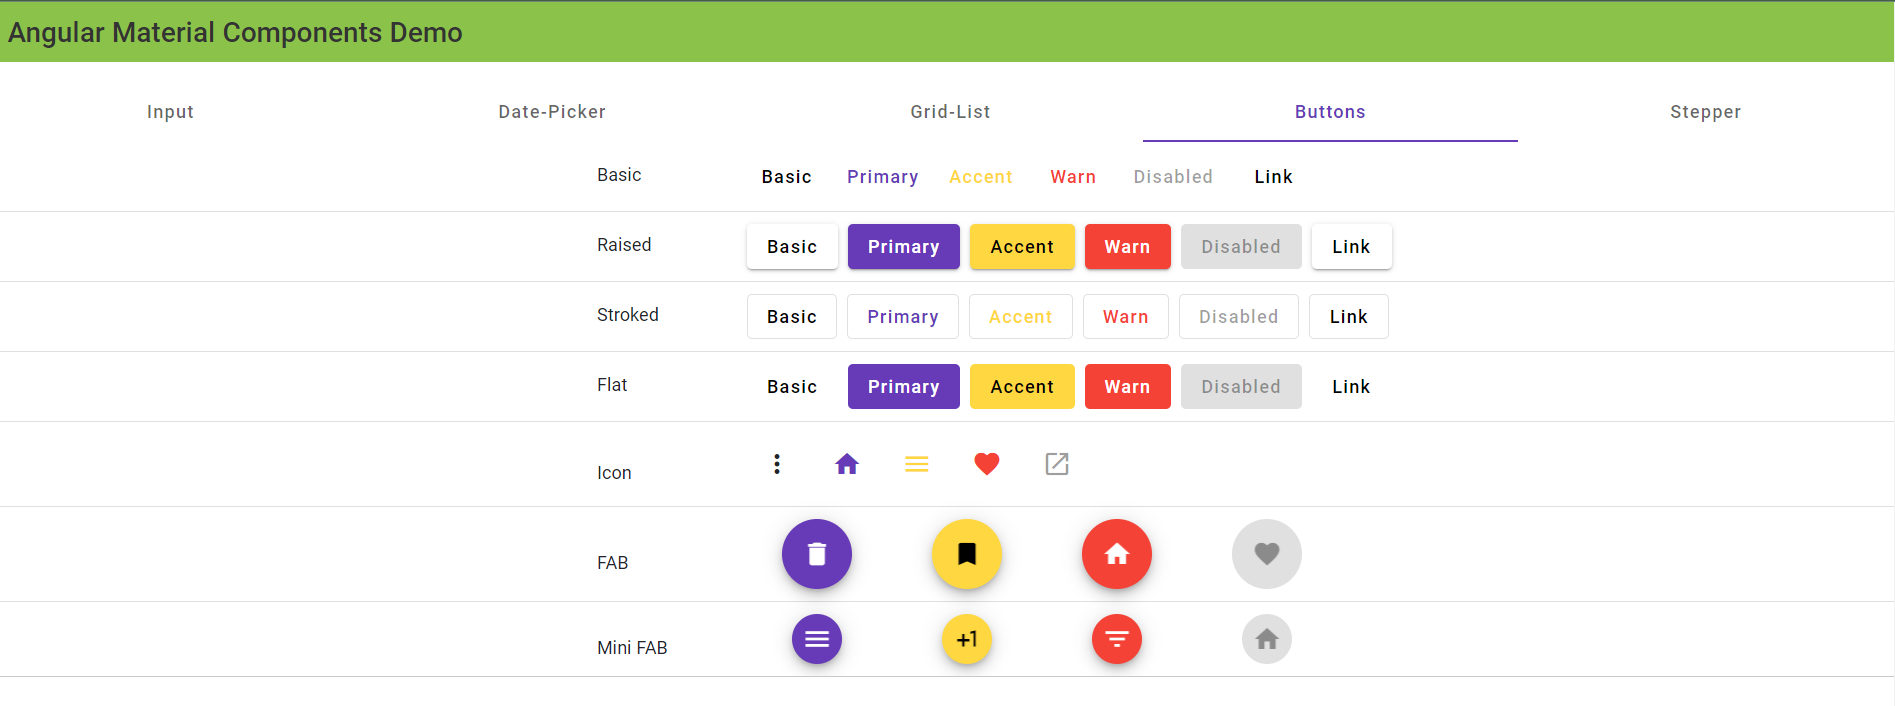 Angular Material Components Demo
Input Date-Picker Grid-List Buttons Stepper
Basic Basic Primary Accent Warn Disabled Link
Raised Basic Primary Accent Warn Disabled Link
Stroked Basic Primary Accent Warn Disabled Link
Flat Basic Primary Accent Warn Disabled Link
Icon
FAB
Mini FAB +1